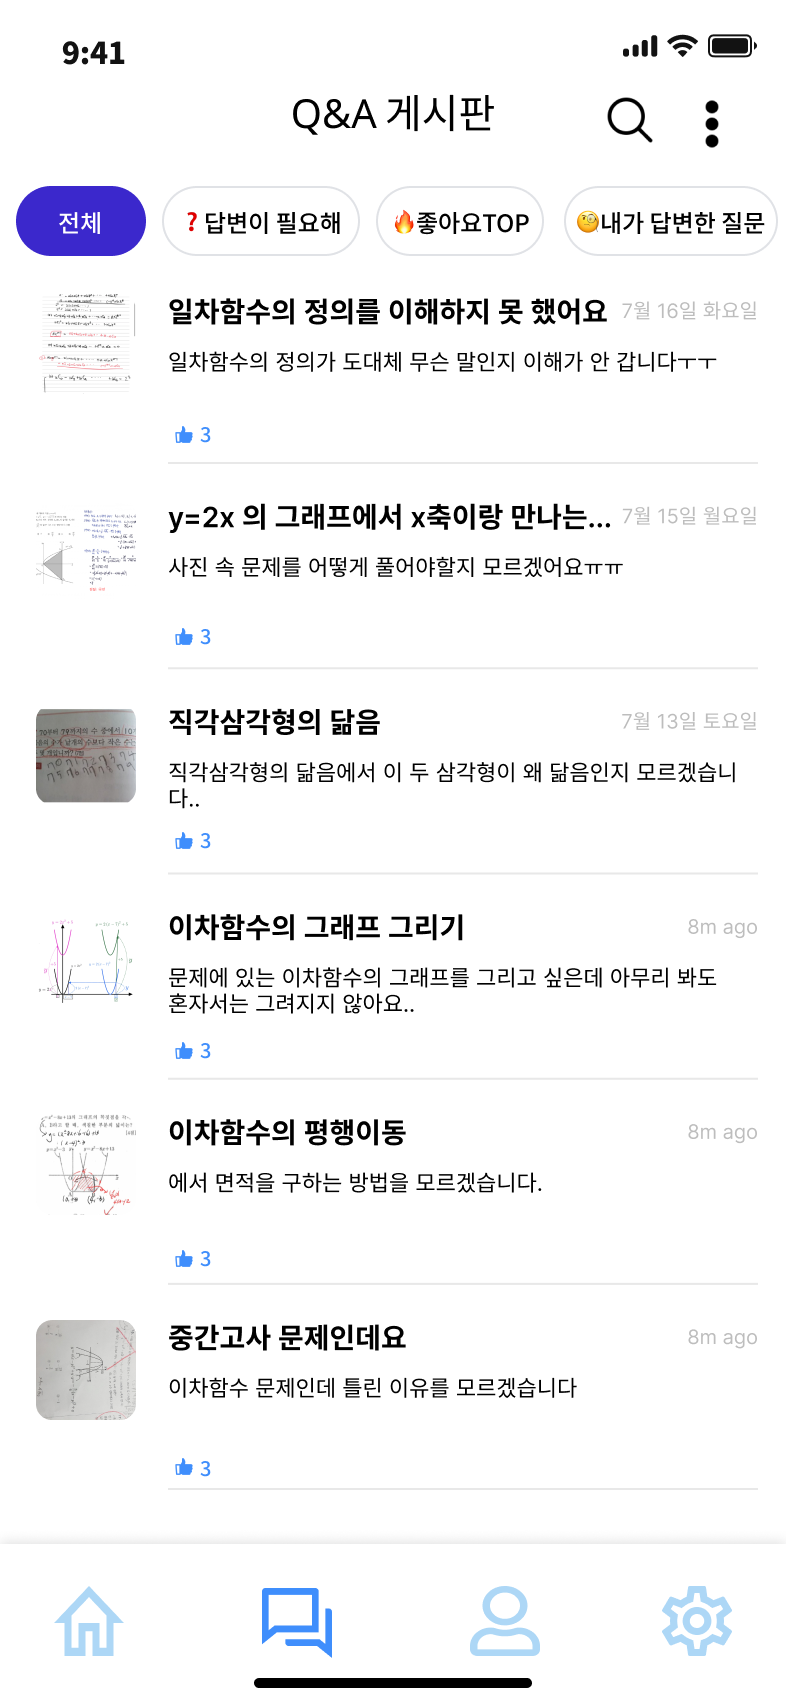 9:41
Q&A 게시판
전체
❓답변이 필요해
🔥좋아요TOP
🧐내가 답변한 질문
일차함수의 정의를 이해하지 못 했어요
7월 16일 화요일
일차함수의 정의가 도대체 무슨 말인지 이해가 안 갑니다ㅜㅜ
3
y=2x 의 그래프에서 x축이랑 만나는...
7월 15일 월요일
사진 속 문제를 어떻게 풀어야할지 모르겠어요ㅠㅠ
3
직각삼각형의 닮음
7월 13일 토요일
직각삼각형의 닮음에서 이 두 삼각형이 왜 닮음인지 모르겠습니
다..
3
이차함수의 그래프 그리기
8m ago
문제에 있는 이차함수의 그래프를 그리고 싶은데 아무리 봐도
혼자서는 그려지지 않아요..
3
이차함수의 평행이동
8m ago
에서 면적을 구하는 방법을 모르겠습니다.
3
중간고사 문제인데요
8m ago
이차함수 문제인데 틀린 이유를 모르겠습니다
3